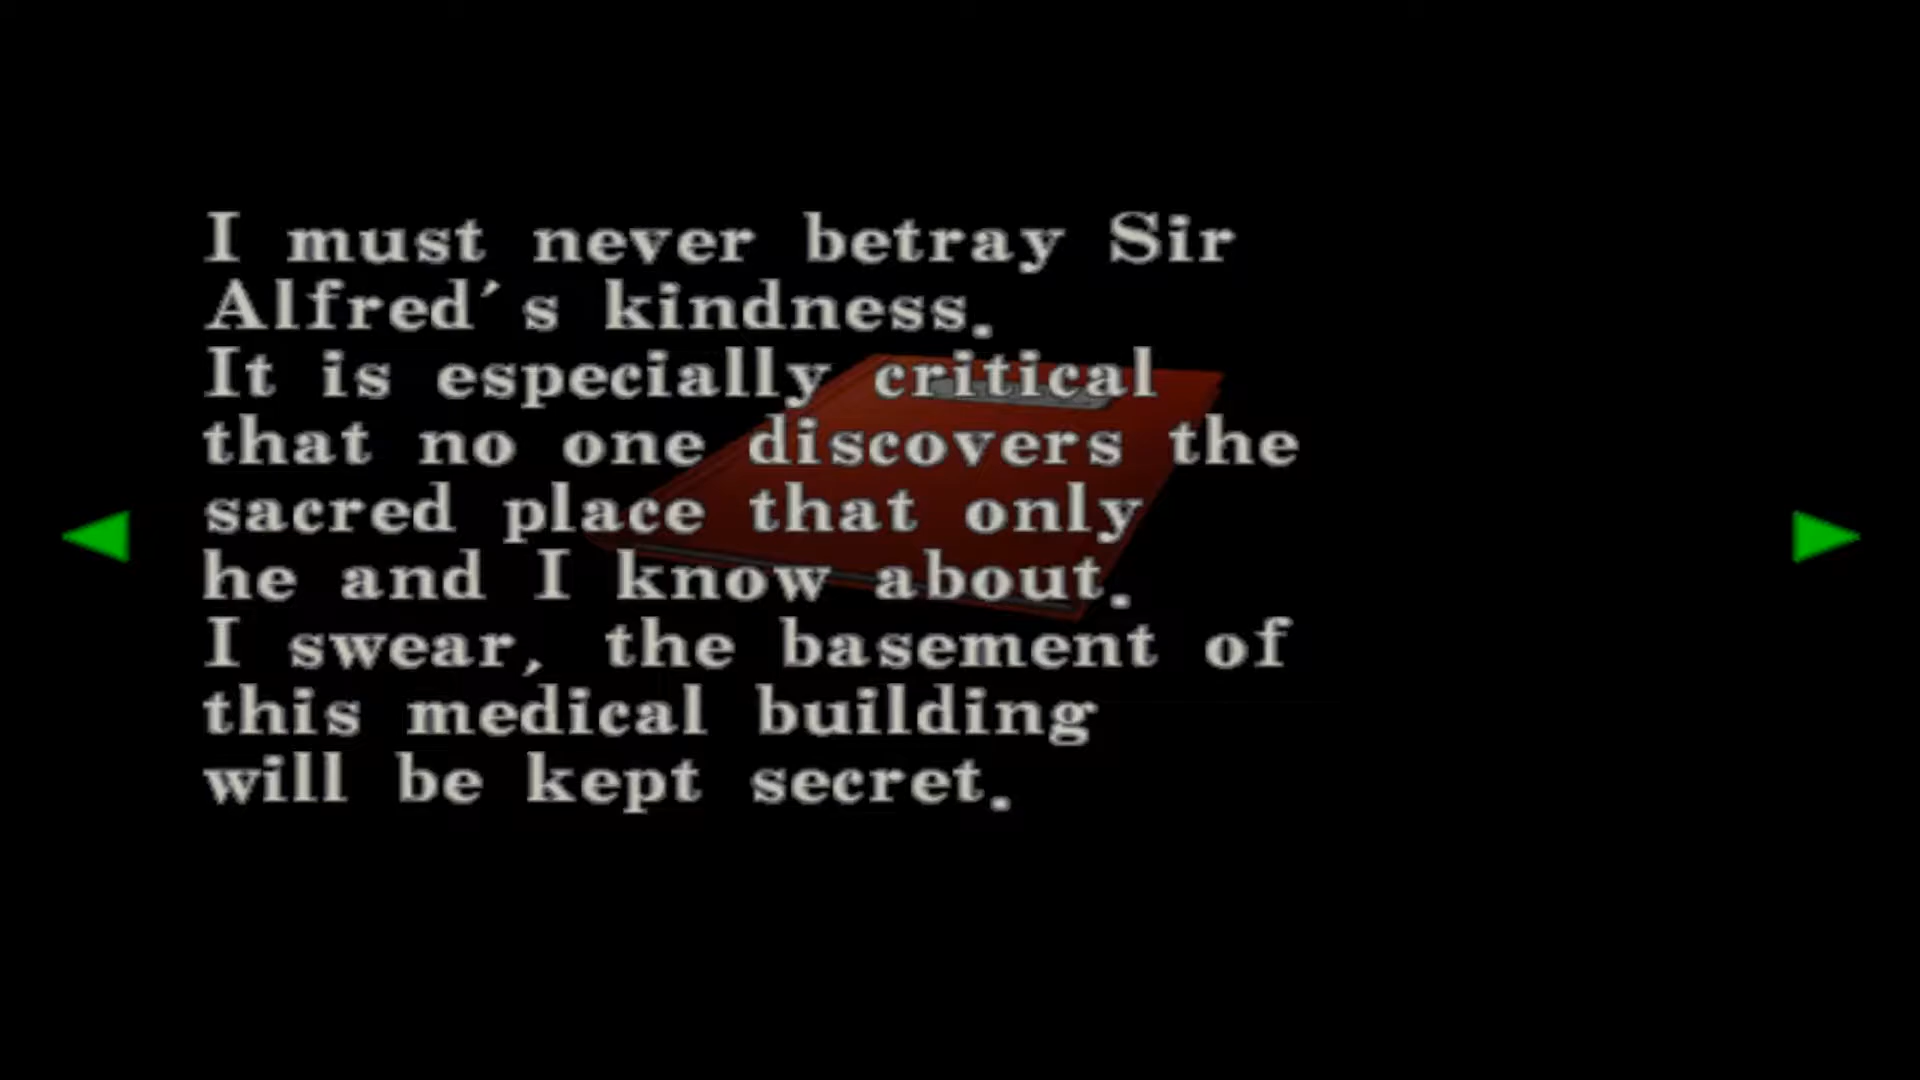 I must never betray Sir
Alfred's kindness.
It is especially critical
that no one discovers the
sacred place that only
he and I know about.
I swear, the basement of
this medical building
will be kept secret.